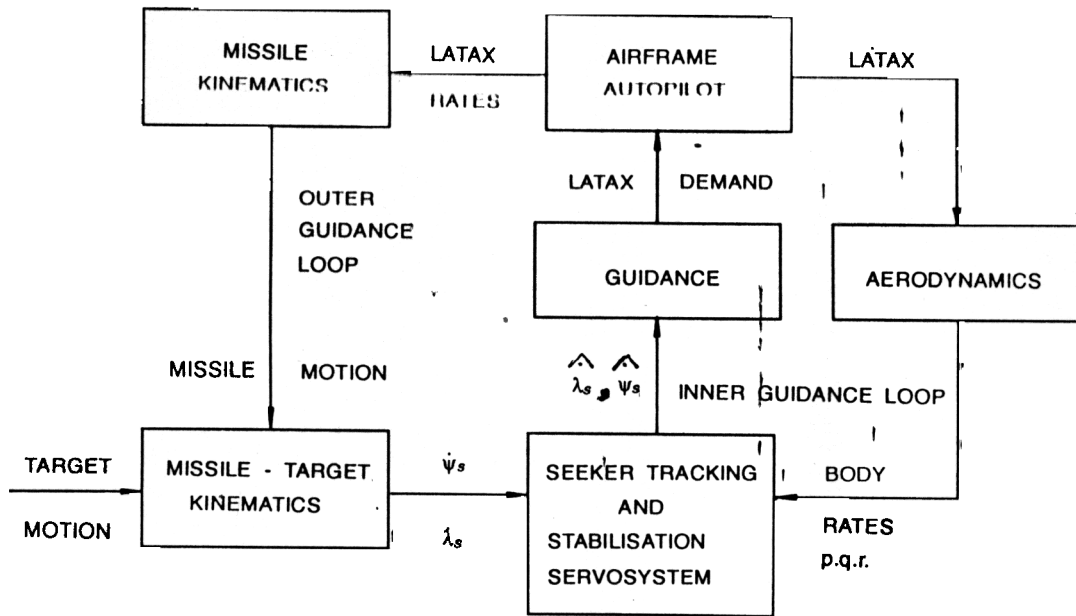 MISSILE
KINEMATICS
LATAX
RATES
AIRFRAME
AUTOPILOT
LATAX
OUTER
GUIDANCE
LOOP
LATAX DEMAND
GUIDANCE
AERODYNAMICS
MISSILE MOTION
λ̂̇s, ψ̂̇s
INNER GUIDANCE LOOP
TARGET
MOTION
MISSILE - TARGET
KINEMATICS
ψ̇s
λ̇s
SEEKER TRACKING
AND
STABILISATION
SERVOSYSTEM
BODY
RATES
p.q.r.